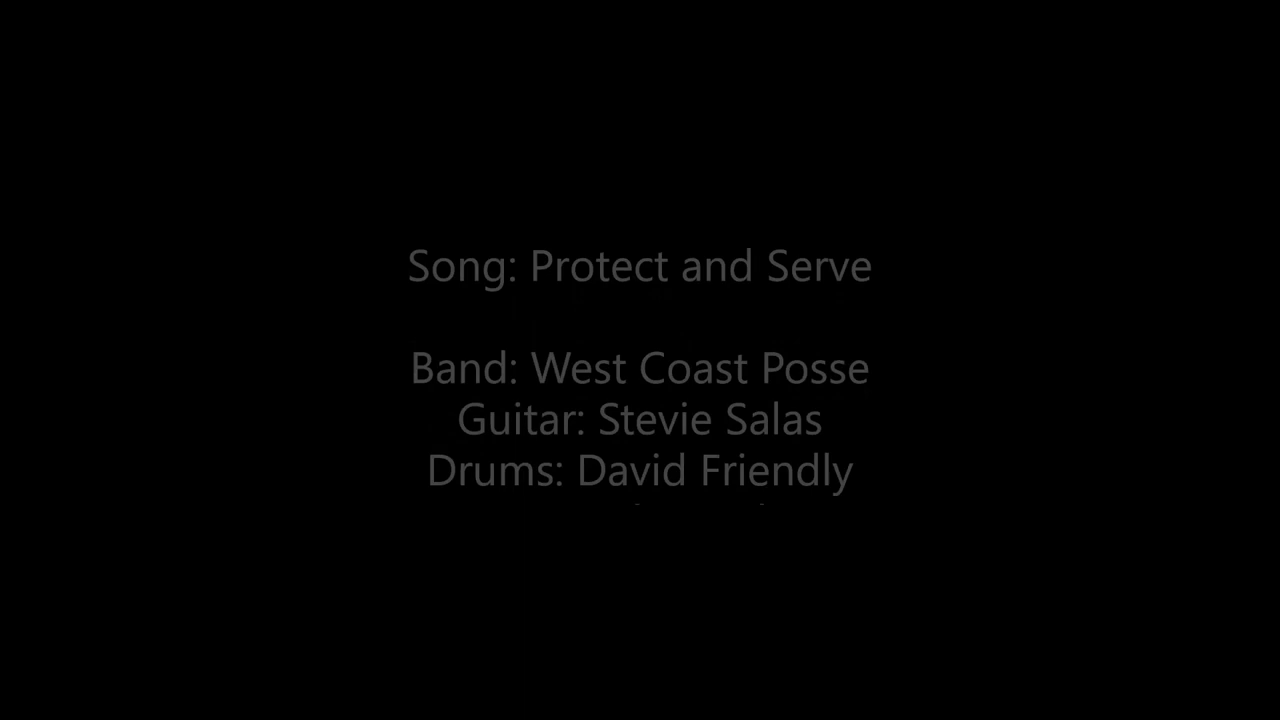 Song: Protect and Serve
Band: West Coast Posse
Guitar: Stevie Salas
Drums: David Friendly